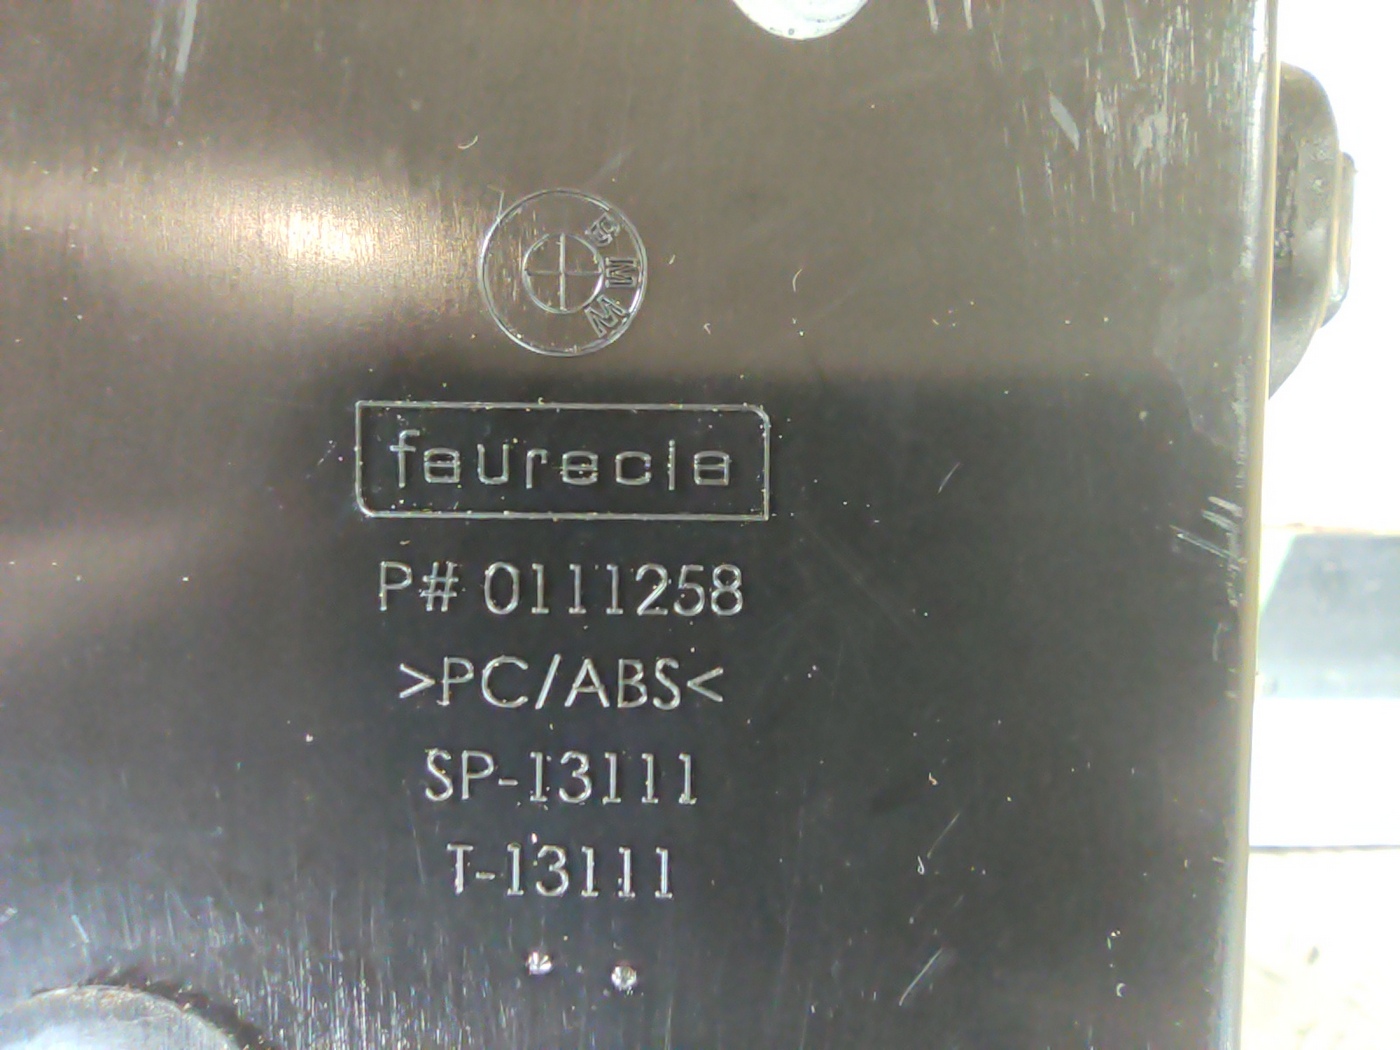 BMW
faurecia
P# 0111258
>PC/ABS<
SP-13111
T-13111